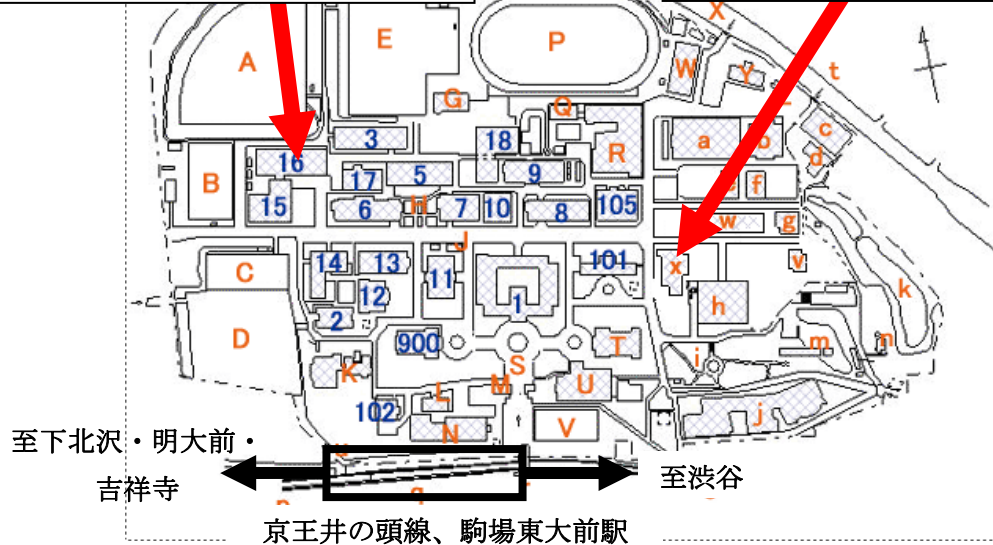 X
E
P
A
W
Y
t
G
Q
c
3
18
R
a
b
d
16
5
9
B
17
f
15
6
H
7
10
8
105
w
g
J
14
13
11
101
x
v
C
k
12
1
h
2
D
900
S
T
m
n
K
i
L
M
U
102
j
N
V
至下北沢・明大前・
吉祥寺
至渋谷
京王井の頭線、駒場東大前駅